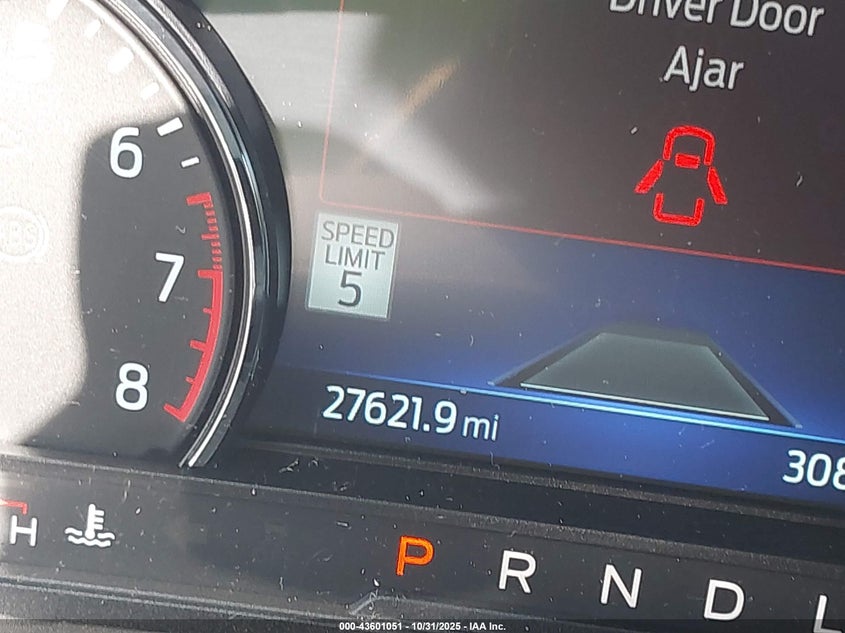 Driver Door
Ajar
6
SPEED
LIMIT
5
7
8
27621.9 mi
308
H
P R N D L
000-43601051 - 10/31/2025 - IAA Inc.